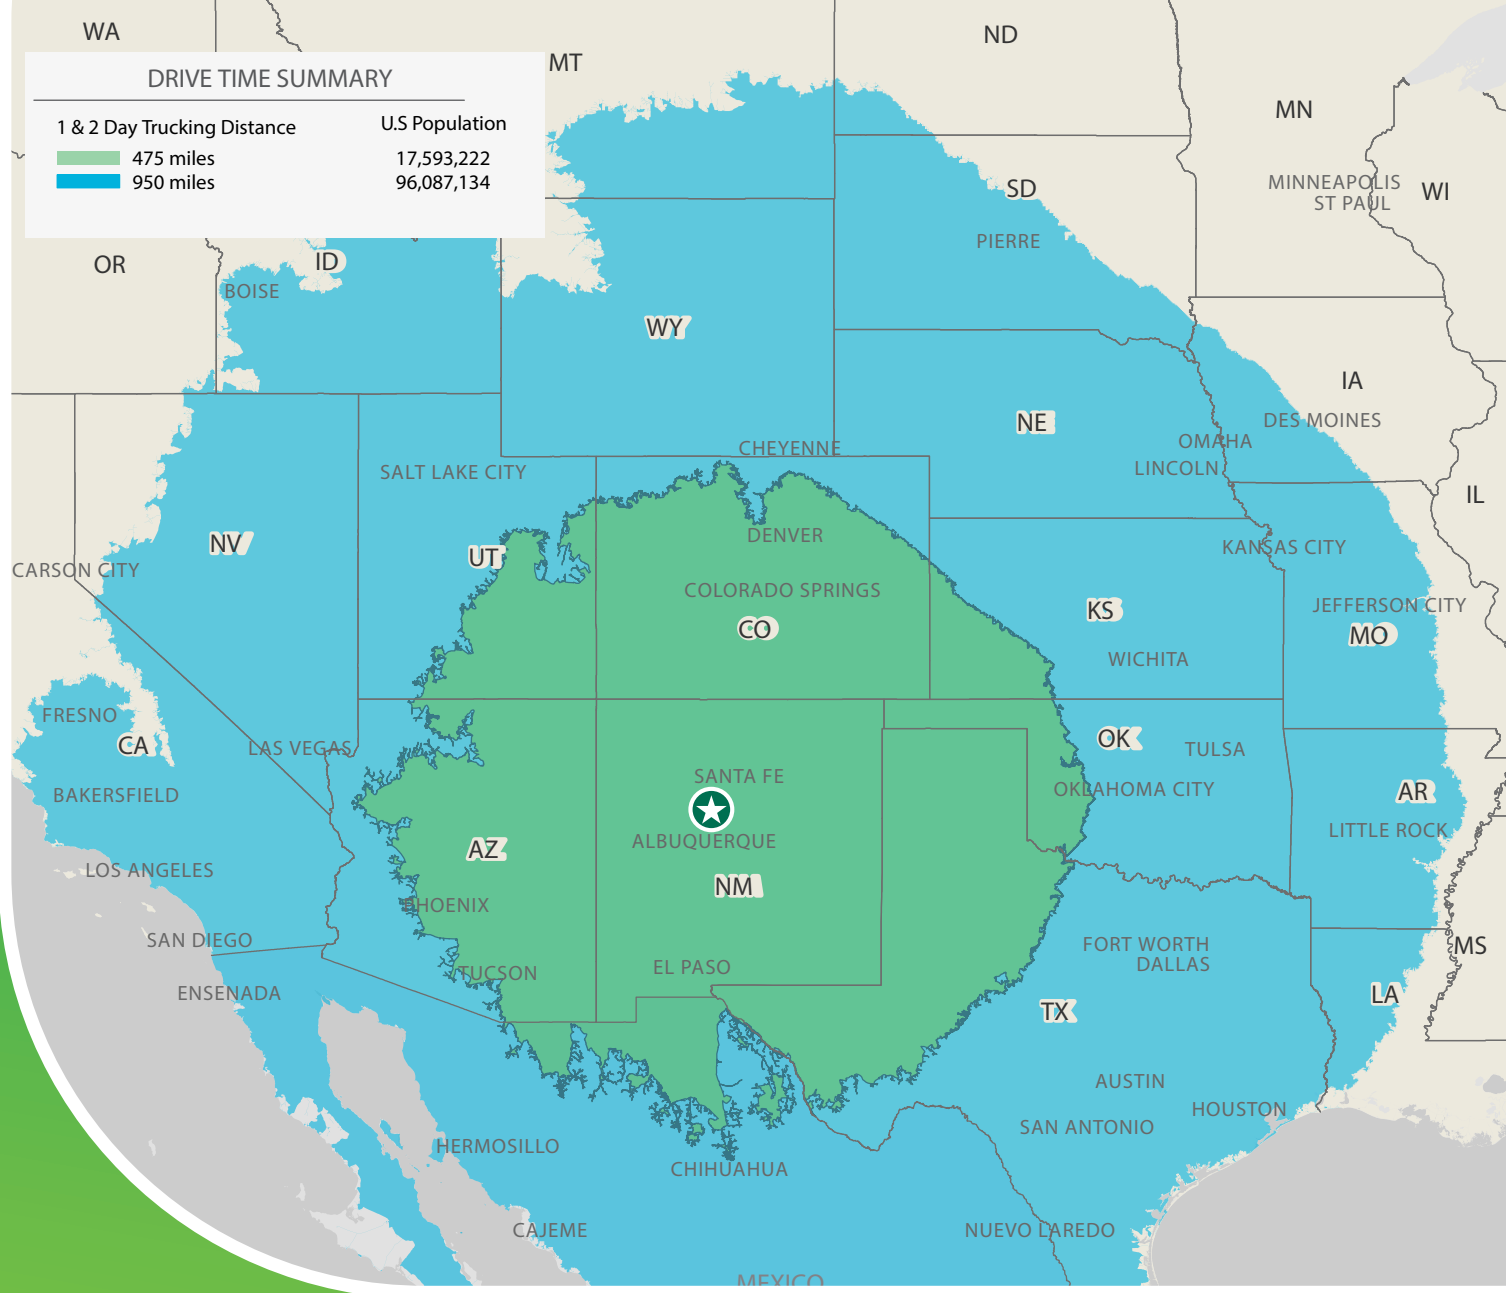 WA
MT
ND
MN
DRIVE TIME SUMMARY
1 & 2 Day Trucking Distance
U.S Population
475 miles
17,593,222
950 miles
96,087,134
SD
MINNEAPOLIS
ST PAUL
WI
PIERRE
OR
ID
BOISE
WY
IA
NE
DES MOINES
OMAHA
LINCOLN
CHEYENNE
SALT LAKE CITY
IL
NV
UT
DENVER
KANSAS CITY
CARSON CITY
COLORADO SPRINGS
CO
KS
JEFFERSON CITY
MO
WICHITA
FRESNO
CA
LAS VEGAS
OK
TULSA
SANTA FE
BAKERSFIELD
OKLAHOMA CITY
AR
LITTLE ROCK
ALBUQUERQUE
AZ
LOS ANGELES
NM
PHOENIX
SAN DIEGO
FORT WORTH
DALLAS
MS
TUCSON
EL PASO
ENSENADA
LA
TX
AUSTIN
HOUSTON
SAN ANTONIO
HERMOSILLO
CHIHUAHUA
CAJEME
NUEVO LAREDO
MEXICO